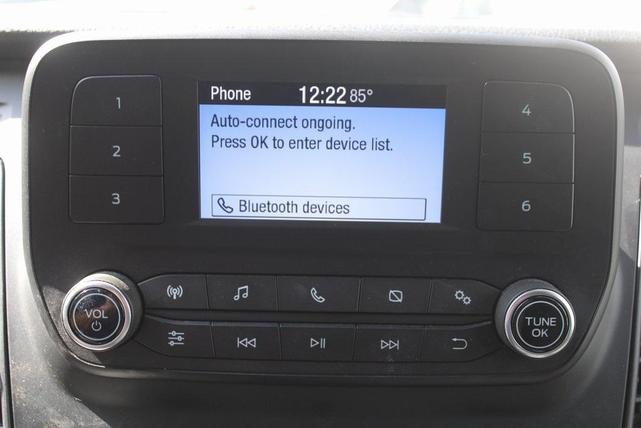 Phone 12:22 85°
Auto-connect ongoing.
Press OK to enter device list.
Bluetooth devices
1
2
3
4
5
6
VOL
TUNE
OK